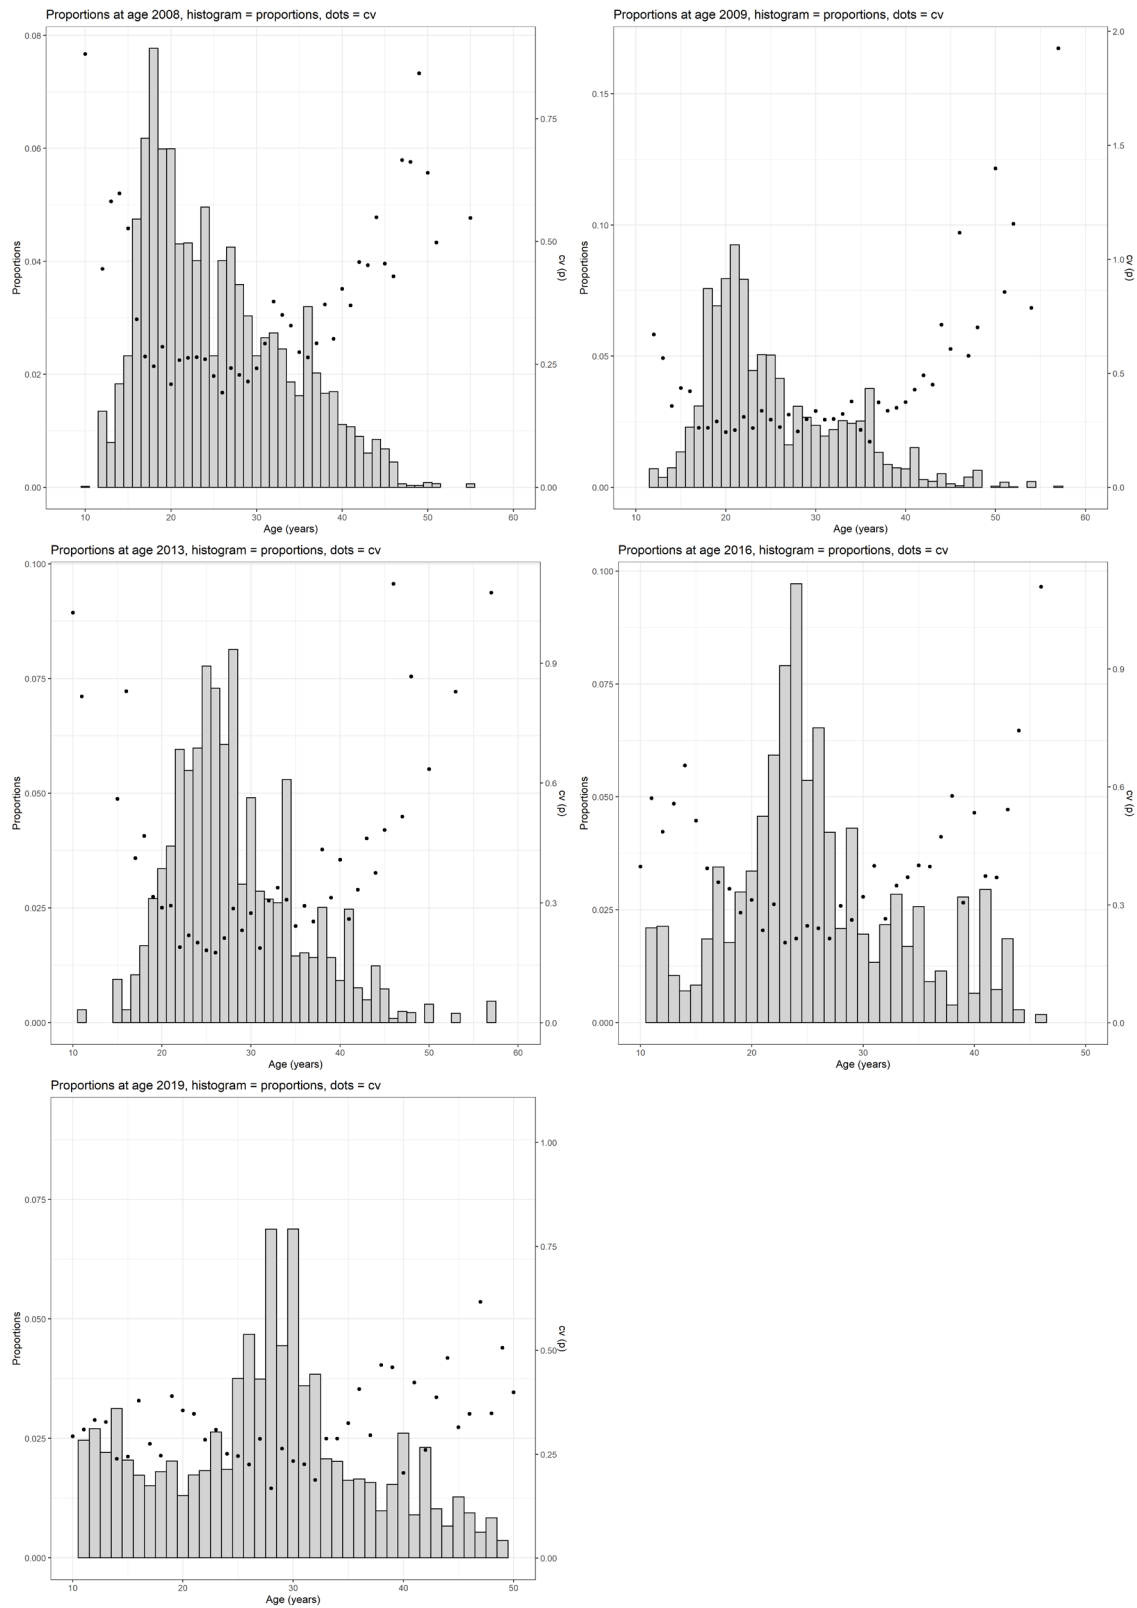 Proportions at age 2008, histogram = proportions, dots = cv
0.08
0.06
0.04
0.02
0.00
Proportions
0.75
0.50
0.25
0.00
cv (p)
10 20 30 40 50 60
Age (years)
Proportions at age 2009, histogram = proportions, dots = cv
0.15
0.10
0.05
0.00
Proportions
2.0
1.5
1.0
0.5
0.0
cv (p)
10 20 30 40 50 60
Age (years)
Proportions at age 2013, histogram = proportions, dots = cv
0.100
0.075
0.050
0.025
0.000
Proportions
0.9
0.6
0.3
0.0
cv (p)
10 20 30 40 50 60
Age (years)
Proportions at age 2016, histogram = proportions, dots = cv
0.100
0.075
0.050
0.025
0.000
Proportions
0.9
0.6
0.3
0.0
cv (p)
10 20 30 40 50
Age (years)
Proportions at age 2019, histogram = proportions, dots = cv
0.075
0.050
0.025
0.000
Proportions
1.00
0.75
0.50
0.25
0.00
cv (p)
10 20 30 40 50
Age (years)